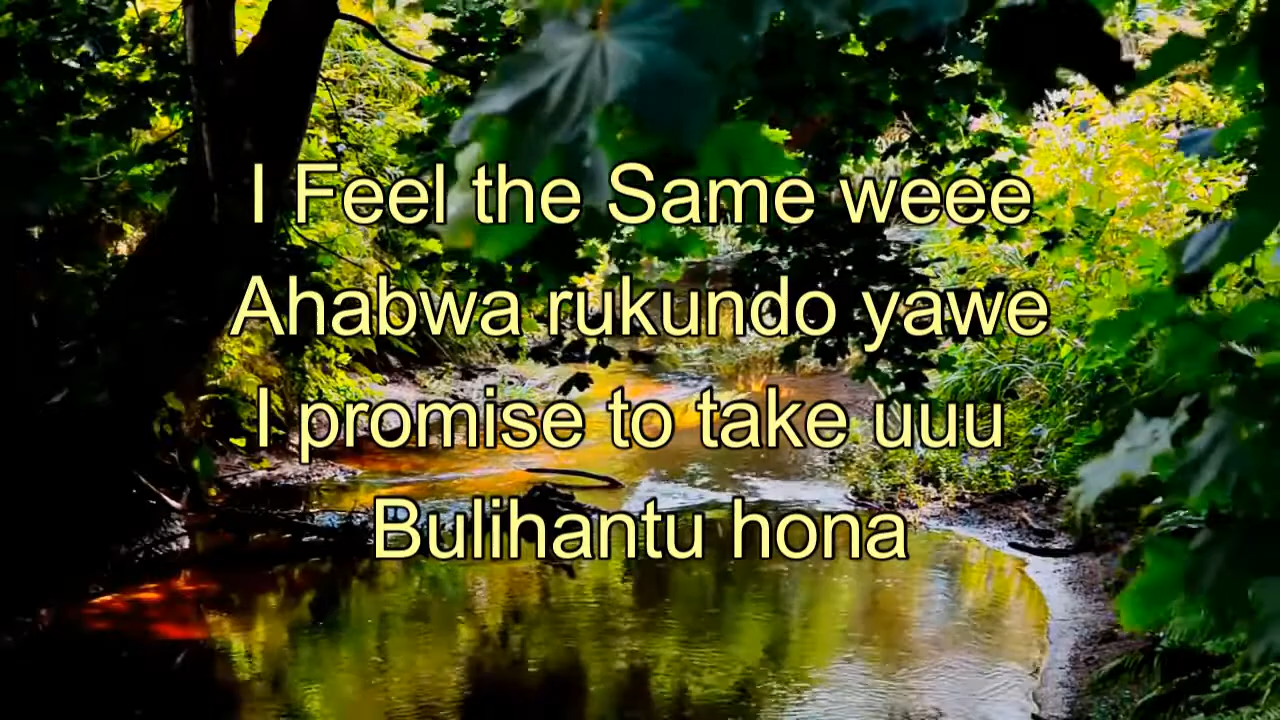 I Feel the Same weee
Ahabwa rukundo yawe
I promise to take uuu
Bulihantu hona